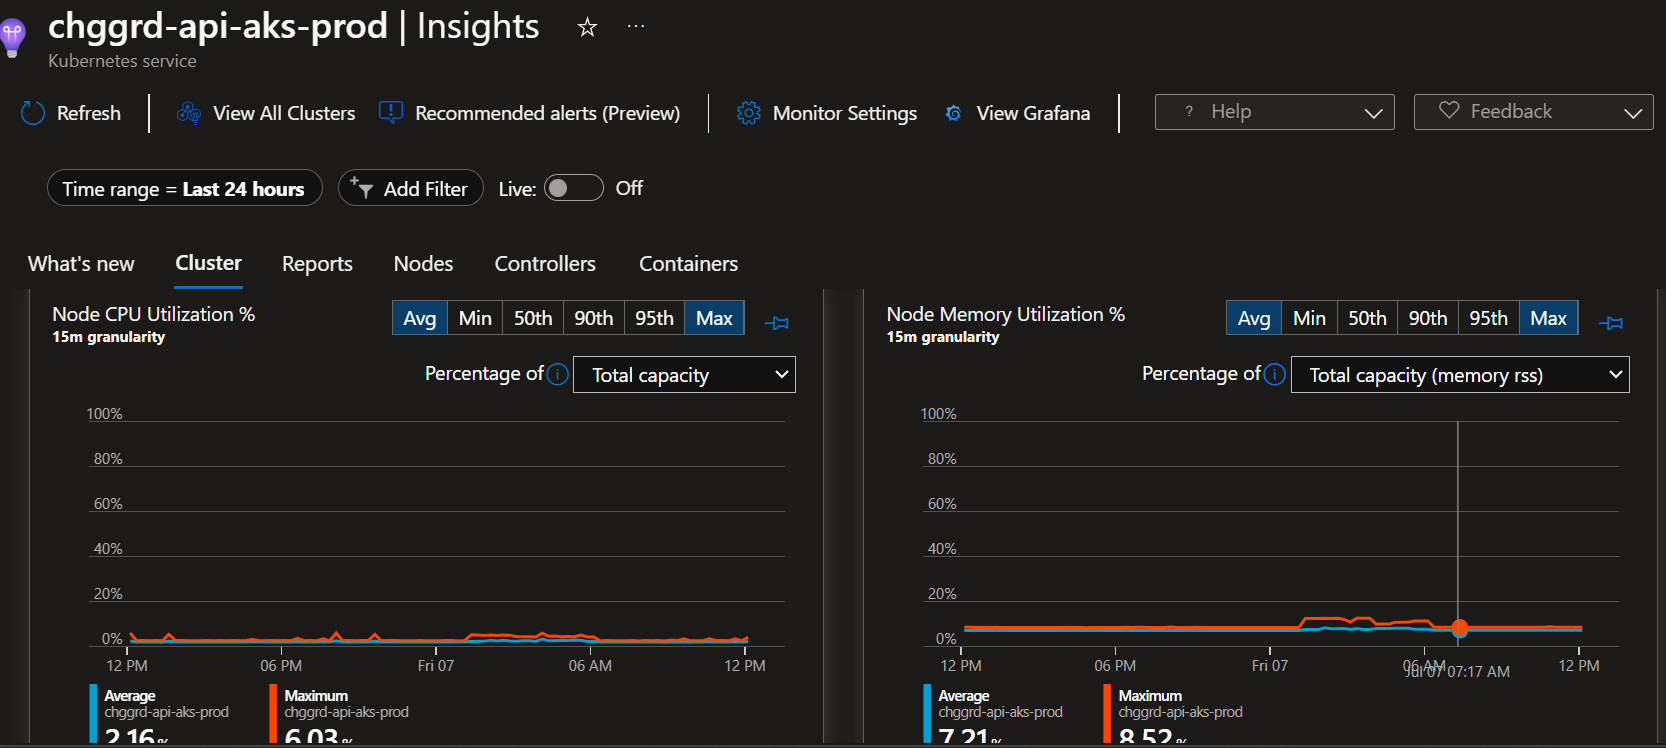 chggrd-api-aks-prod | Insights
Kubernetes service
Refresh
View All Clusters
Recommended alerts (Preview)
Monitor Settings
View Grafana
? Help
Feedback
Time range = Last 24 hours
Add Filter
Live: Off
What's new
Cluster
Reports
Nodes
Controllers
Containers
Node CPU Utilization %
15m granularity
Avg Min 50th 90th 95th Max
Percentage of
Total capacity
100%
80%
60%
40%
20%
0%
12 PM 06 PM Fri 07 06 AM 12 PM
Average
chggrd-api-aks-prod
2.16%
Maximum
chggrd-api-aks-prod
6.03%
Node Memory Utilization %
15m granularity
Avg Min 50th 90th 95th Max
Percentage of
Total capacity (memory rss)
100%
80%
60%
40%
20%
0%
12 PM 06 PM Fri 07 06 AM 12 PM
Jul 07 07:17 AM
Average
chggrd-api-aks-prod
7.21%
Maximum
chggrd-api-aks-prod
8.52%